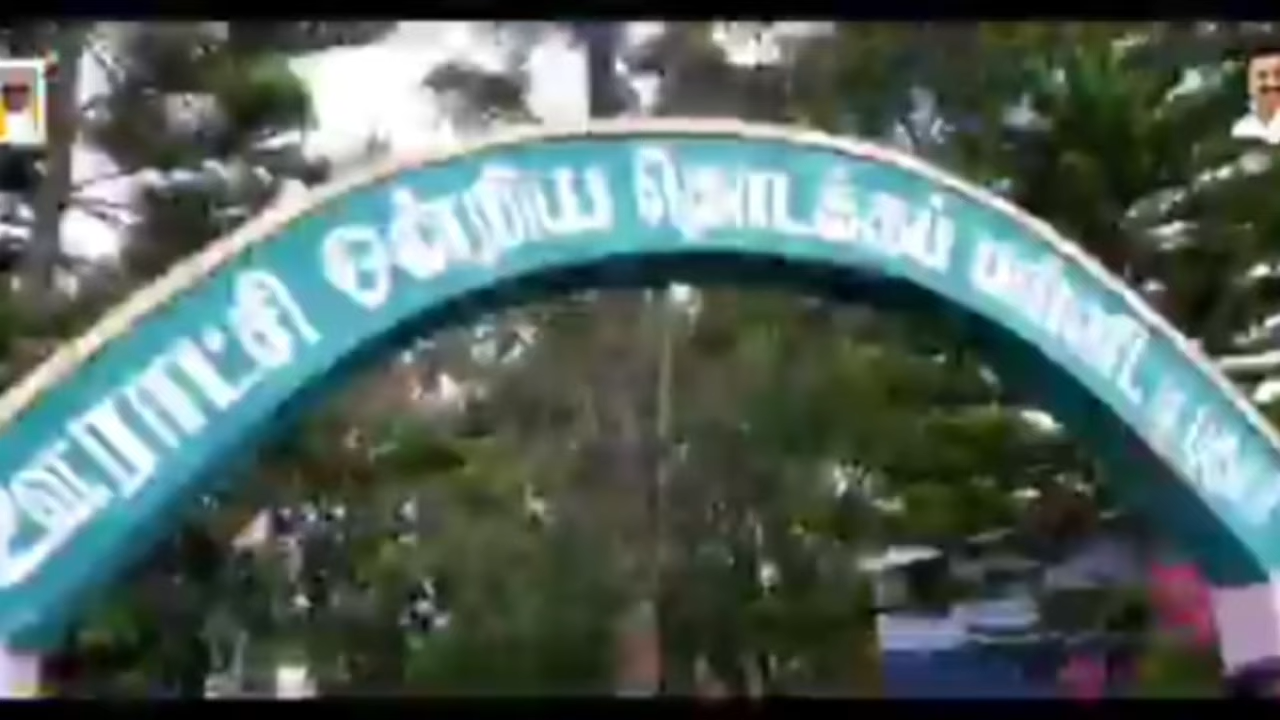 ஊராட்சி ஒன்றிய தொடக்கப் பள்ளி